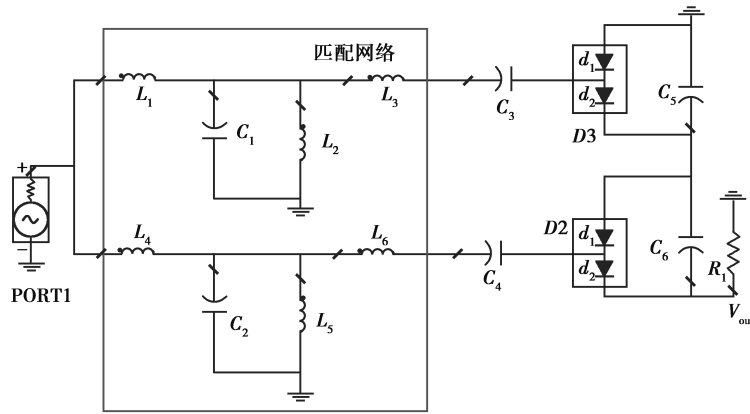 匹配网络
L1
L3
C3
C1
L2
d1
d2
D3
C5
+
−
PORT1
L4
L6
C4
C2
L5
D2
d1
d2
C6
R1
Vou